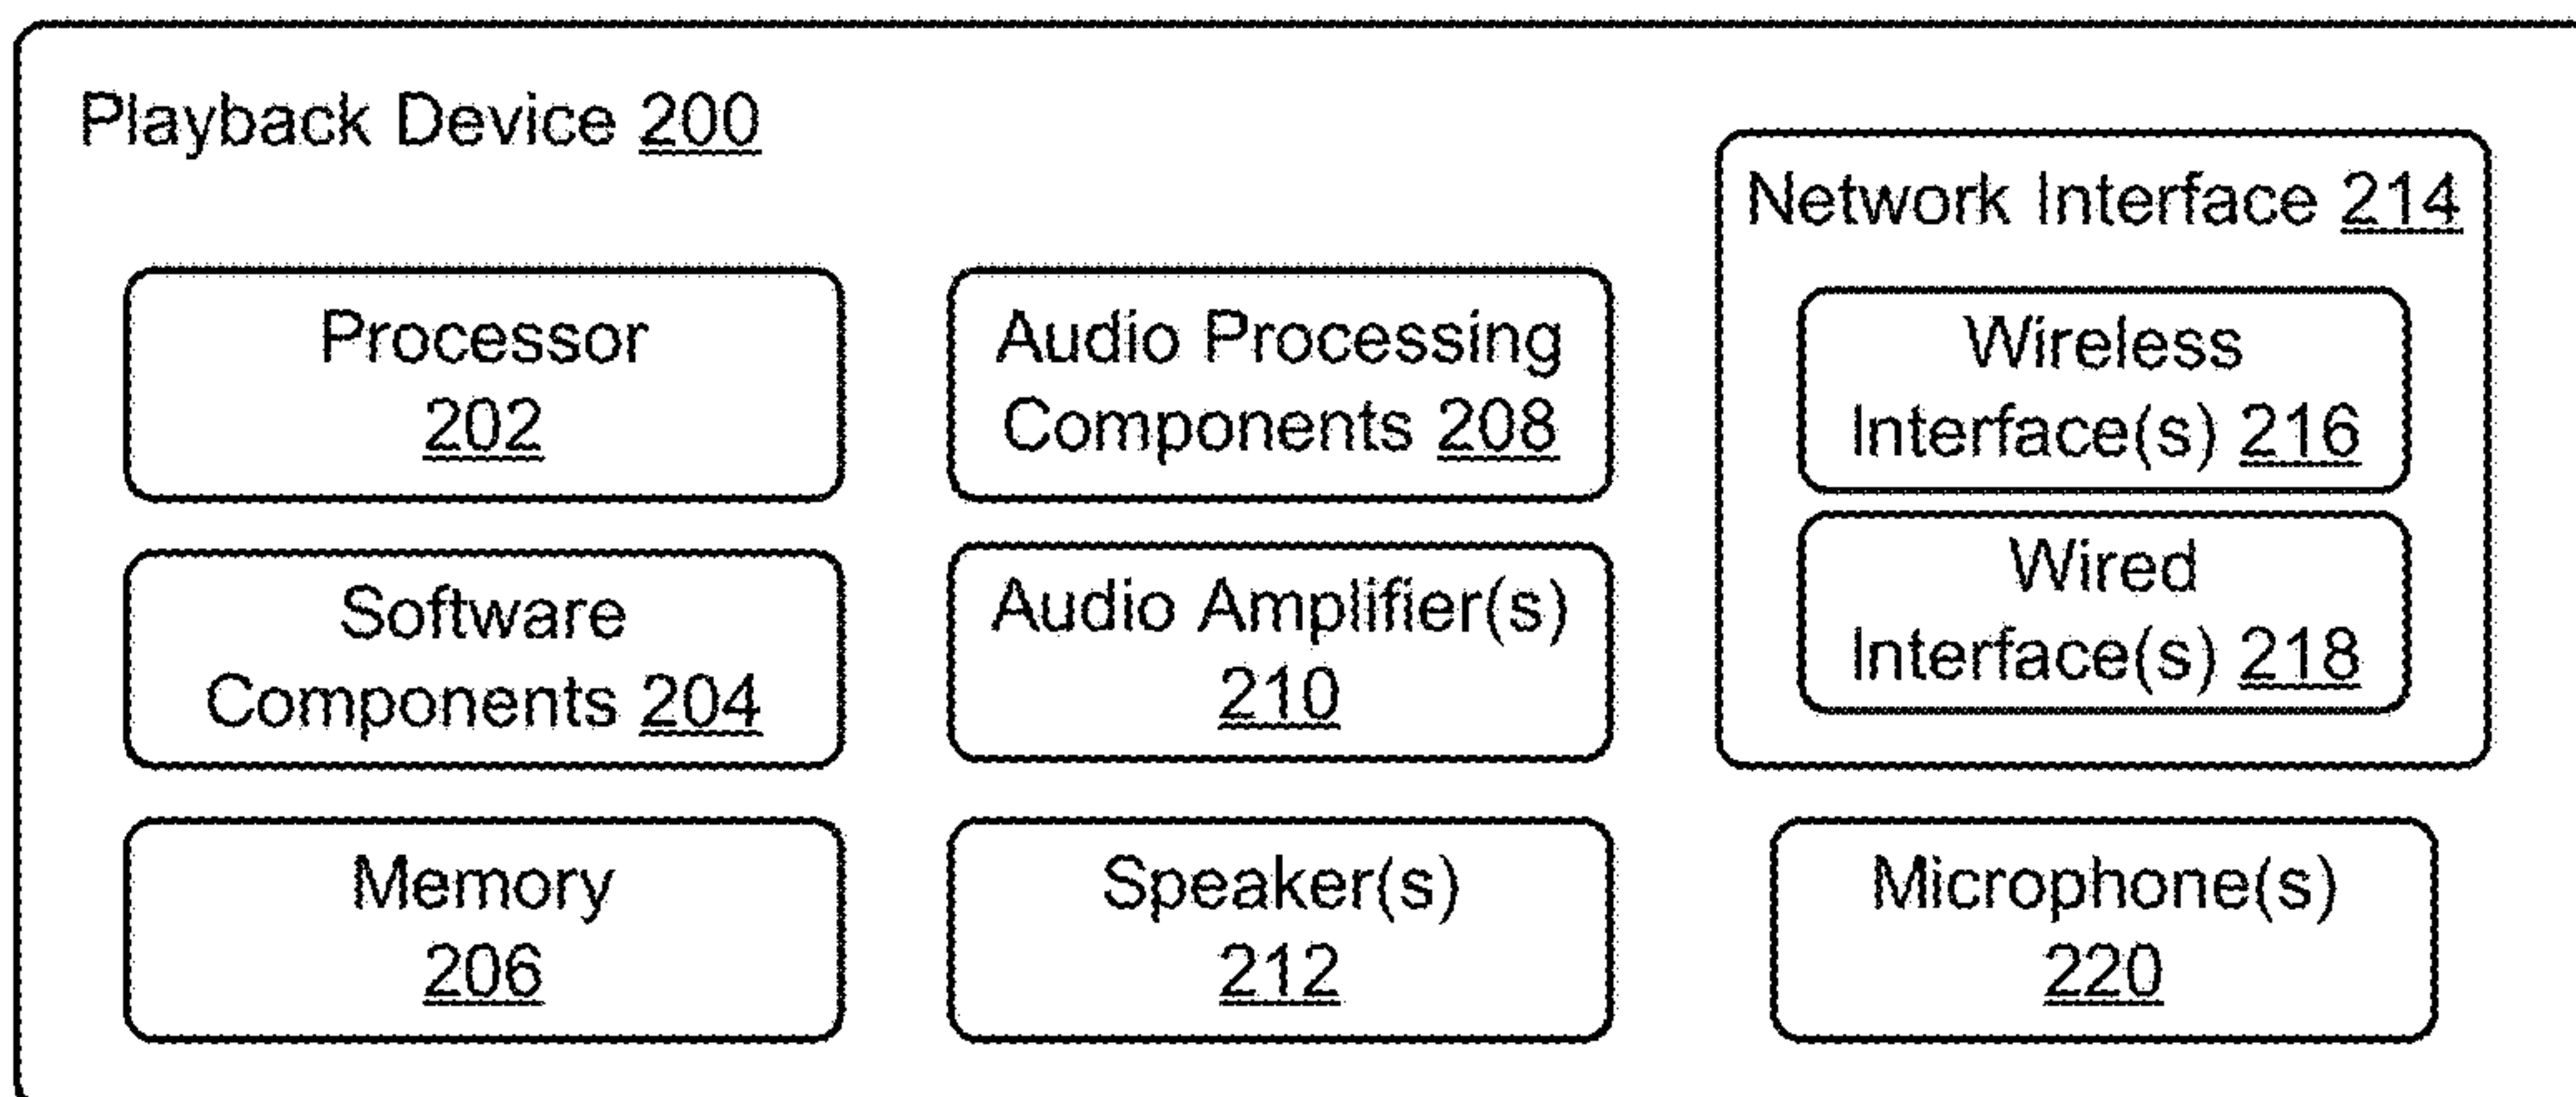 Playback Device 200
Processor
202
Software
Components 204
Memory
206
Audio Processing
Components 208
Audio Amplifier(s)
210
Speaker(s)
212
Network Interface 214
Wireless
Interface(s) 216
Wired
Interface(s) 218
Microphone(s)
220